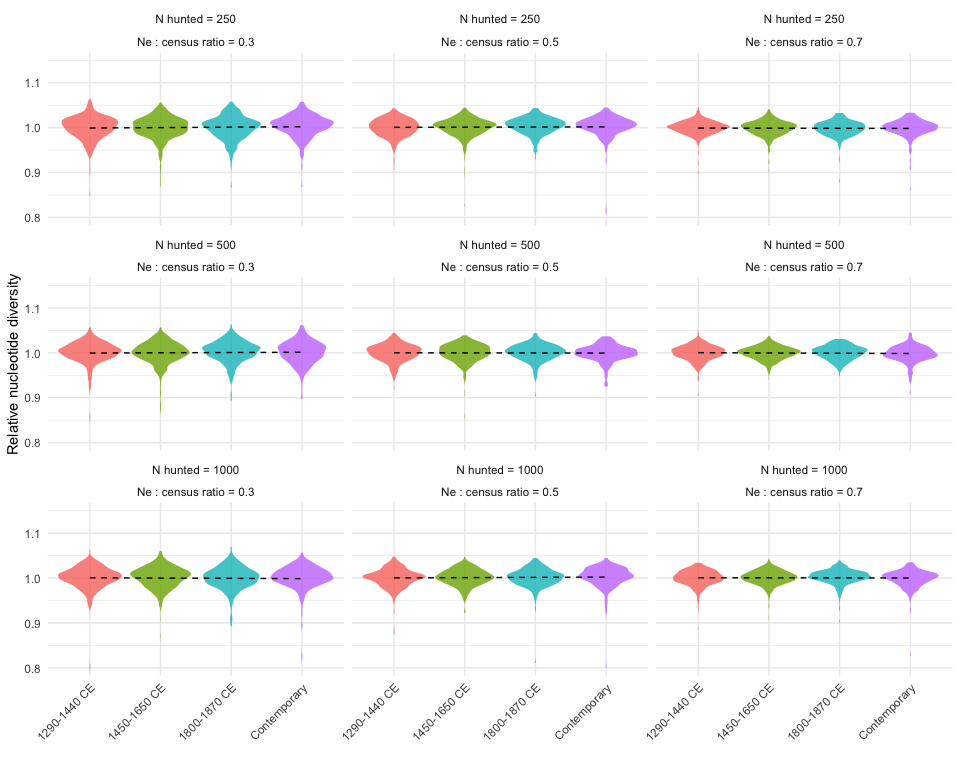 N hunted = 250 N hunted = 250 N hunted = 250
Ne : census ratio = 0.3 Ne : census ratio = 0.5 Ne : census ratio = 0.7
1.1
1.0
0.9
0.8
N hunted = 500 N hunted = 500 N hunted = 500
Ne : census ratio = 0.3 Ne : census ratio = 0.5 Ne : census ratio = 0.7
Relative nucleotide diversity
1.1
1.0
0.9
0.8
N hunted = 1000 N hunted = 1000 N hunted = 1000
Ne : census ratio = 0.3 Ne : census ratio = 0.5 Ne : census ratio = 0.7
1.1
1.0
0.9
0.8
1290-1440 CE 1450-1650 CE 1800-1870 CE Contemporary 1290-1440 CE 1450-1650 CE 1800-1870 CE Contemporary 1290-1440 CE 1450-1650 CE 1800-1870 CE Contemporary